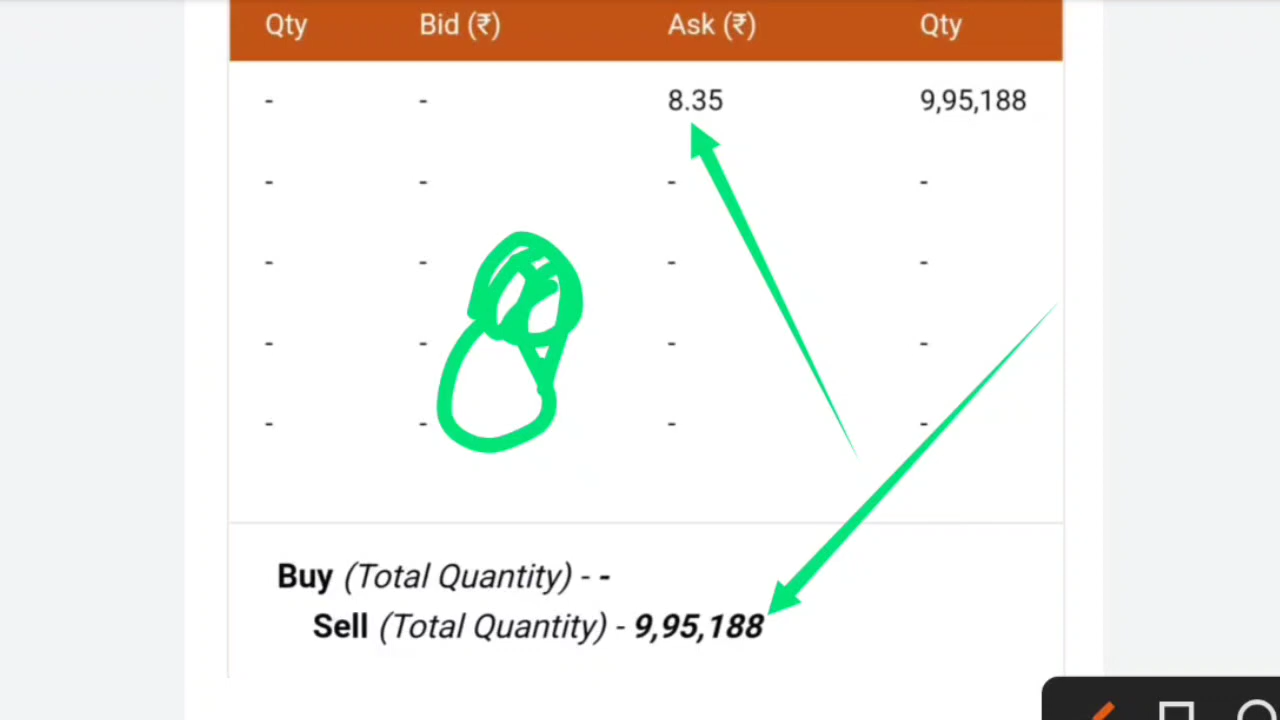 Qty Bid (₹) Ask (₹) Qty
- - 8.35 9,95,188
- - - -
- - - -
- - - -
- - - -
Buy (Total Quantity) - -
Sell (Total Quantity) - 9,95,188